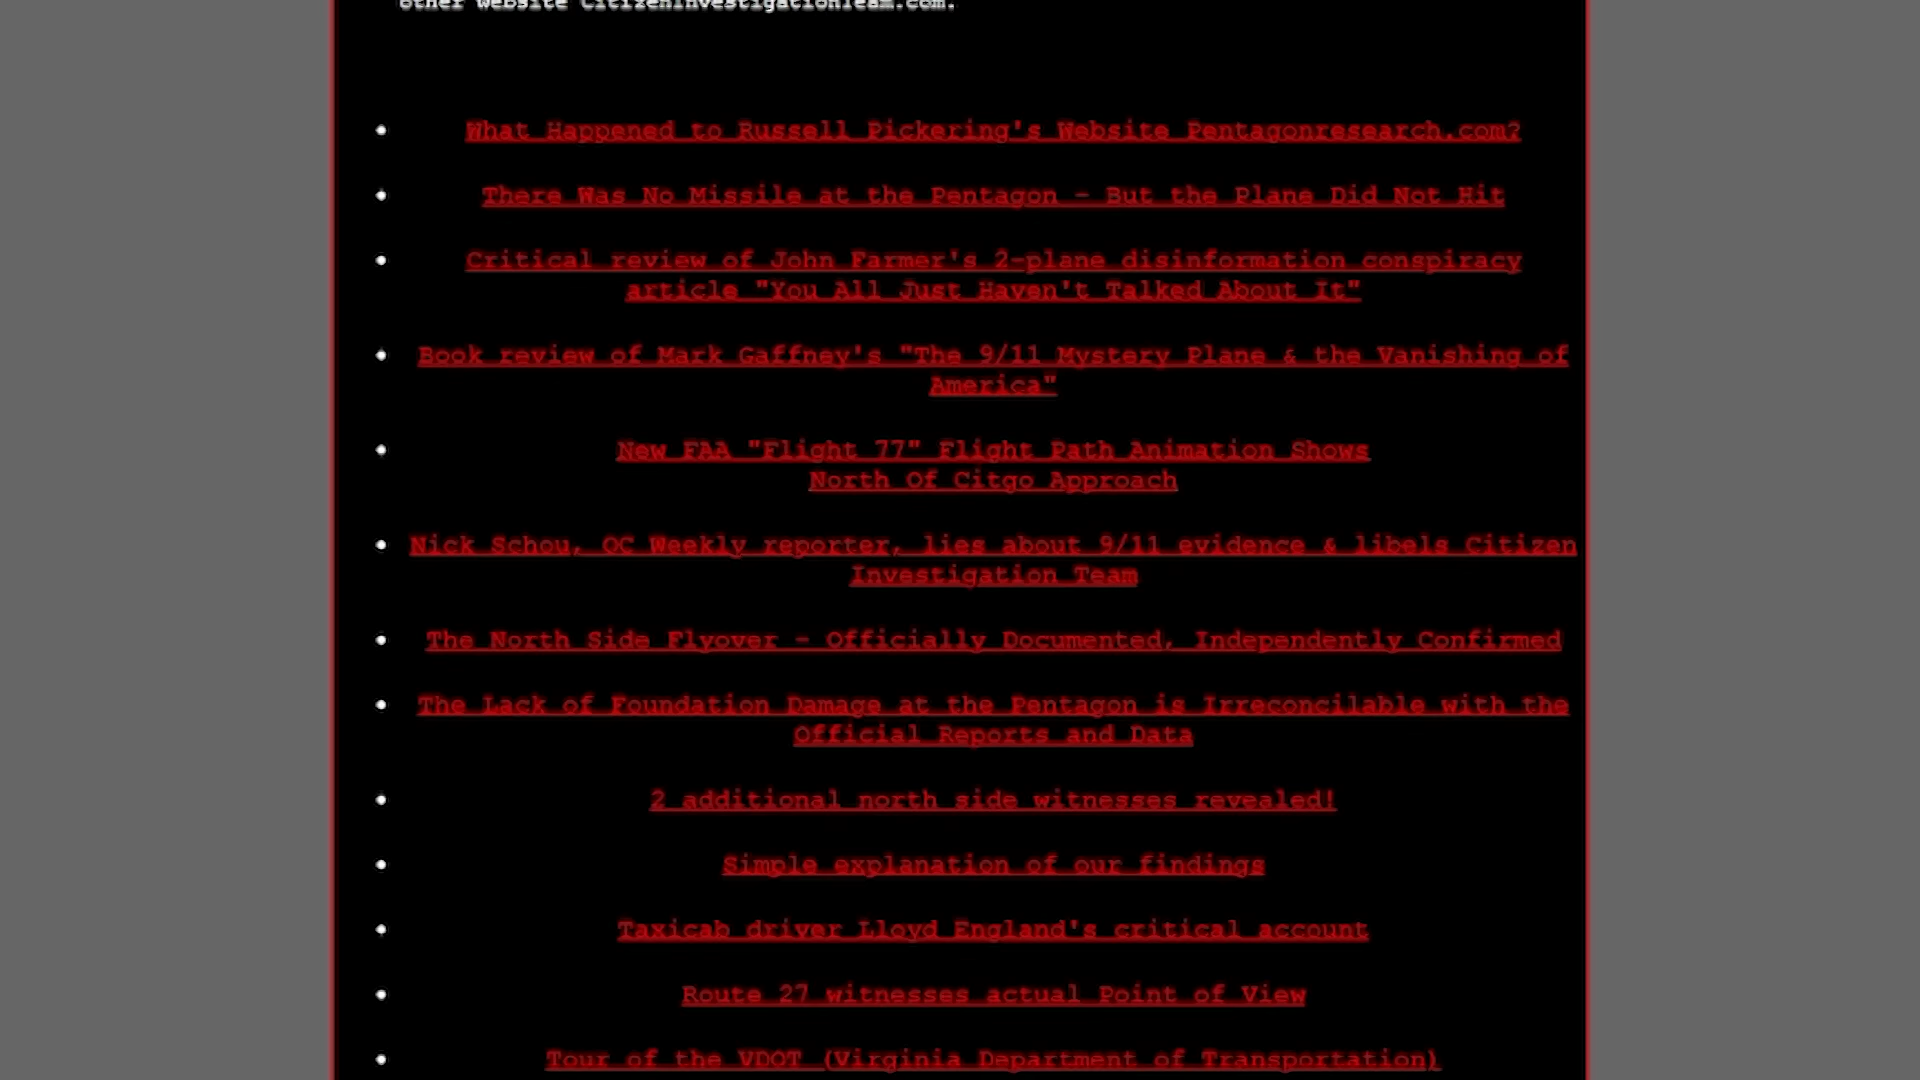 other website CitizenInvestigationTeam.com.
What Happened to Russell Pickering's Website Pentagonresearch.com?
There Was No Missile at the Pentagon - But the Plane Did Not Hit
Critical review of John Farmer's 2-plane disinformation conspiracy
article "You All Just Haven't Talked About It"
Book review of Mark Gaffney's "The 9/11 Mystery Plane & the Vanishing of
America"
New FAA "Flight 77" Flight Path Animation Shows
North Of Citgo Approach
Nick Schou, OC Weekly reporter, lies about 9/11 evidence & libels Citizen
Investigation Team
The North Side Flyover - Officially Documented, Independently Confirmed
The Lack of Foundation Damage at the Pentagon is Irreconcilable with the
Official Reports and Data
2 additional north side witnesses revealed!
Simple explanation of our findings
Taxicab driver Lloyd England's critical account
Route 27 witnesses actual Point of View
Tour of the VDOT (Virginia Department of Transportation)